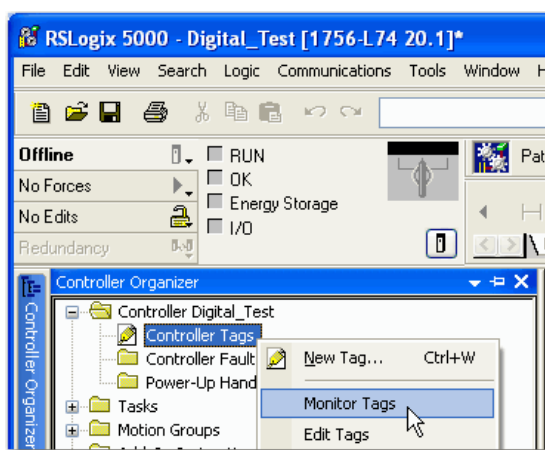 RSLogix 5000 - Digital_Test [1756-L74 20.1]*
File Edit View Search Logic Communications Tools Window H
Offline
RUN
Pat
No Forces
OK
Energy Storage
No Edits
I/O
Redundancy
Controller Organizer
Controller Organizer
Controller Digital_Test
Controller Tags
Controller Fault
New Tag... Ctrl+W
Power-Up Hand
Tasks
Monitor Tags
Motion Groups
Edit Tags